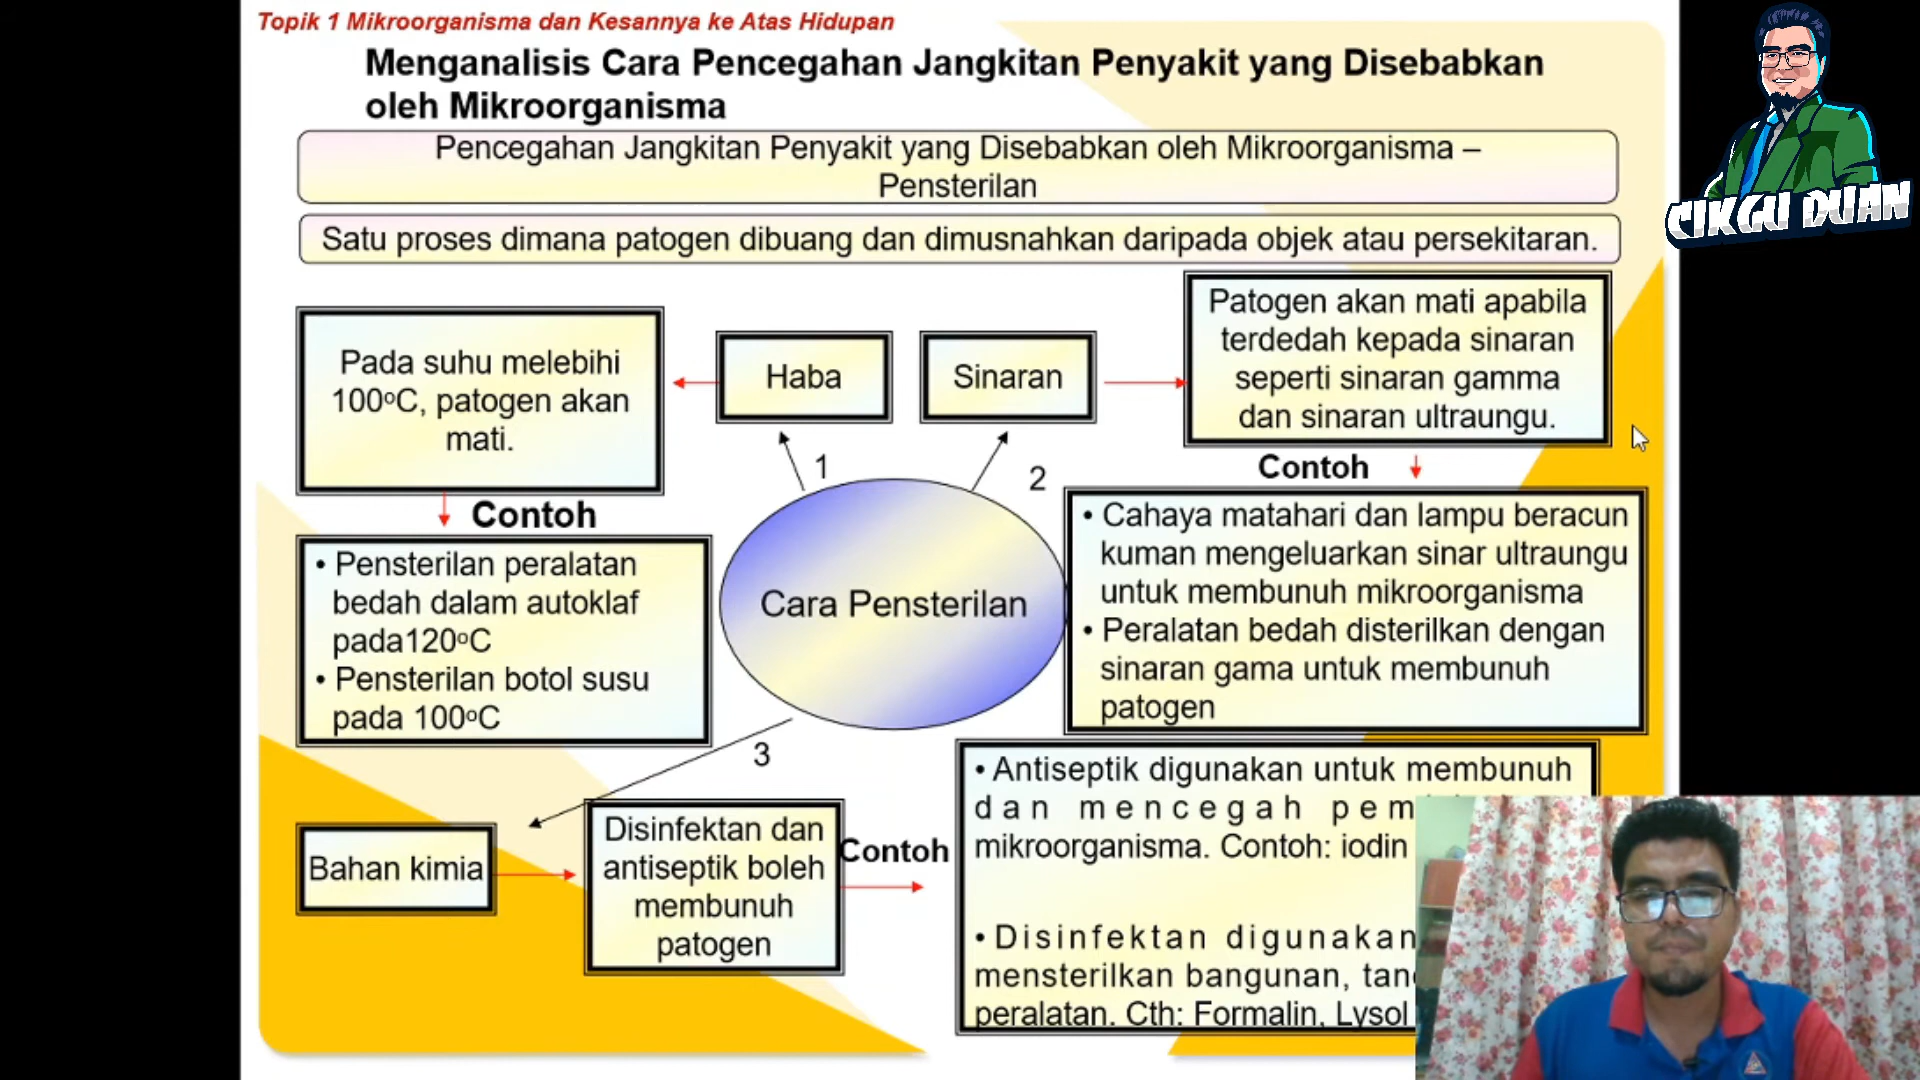 Topik 1 Mikroorganisma dan Kesannya ke Atas Hidupan
Menganalisis Cara Pencegahan Jangkitan Penyakit yang Disebabkan
oleh Mikroorganisma
Pencegahan Jangkitan Penyakit yang Disebabkan oleh Mikroorganisma –
Pensterilan
Satu proses dimana patogen dibuang dan dimusnahkan daripada objek atau persekitaran.
CIKGU DUAN
Pada suhu melebihi
100°C, patogen akan
mati.
Haba
Sinaran
Patogen akan mati apabila
terdedah kepada sinaran
seperti sinaran gamma
dan sinaran ultraungu.
1
2
Contoh
Contoh
• Pensterilan peralatan
bedah dalam autoklaf
pada120°C
• Pensterilan botol susu
pada 100°C
Cara Pensterilan
• Cahaya matahari dan lampu beracun
kuman mengeluarkan sinar ultraungu
untuk membunuh mikroorganisma
• Peralatan bedah disterilkan dengan
sinaran gama untuk membunuh
patogen
3
Bahan kimia
Disinfektan dan
antiseptik boleh
membunuh
patogen
Contoh
• Antiseptik digunakan untuk membunuh
dan mencegah
mikroorganisma. Contoh: iodin
• Disinfektan digunakan
mensterilkan bangunan,
peralatan. Cth: Formalin, Lysol